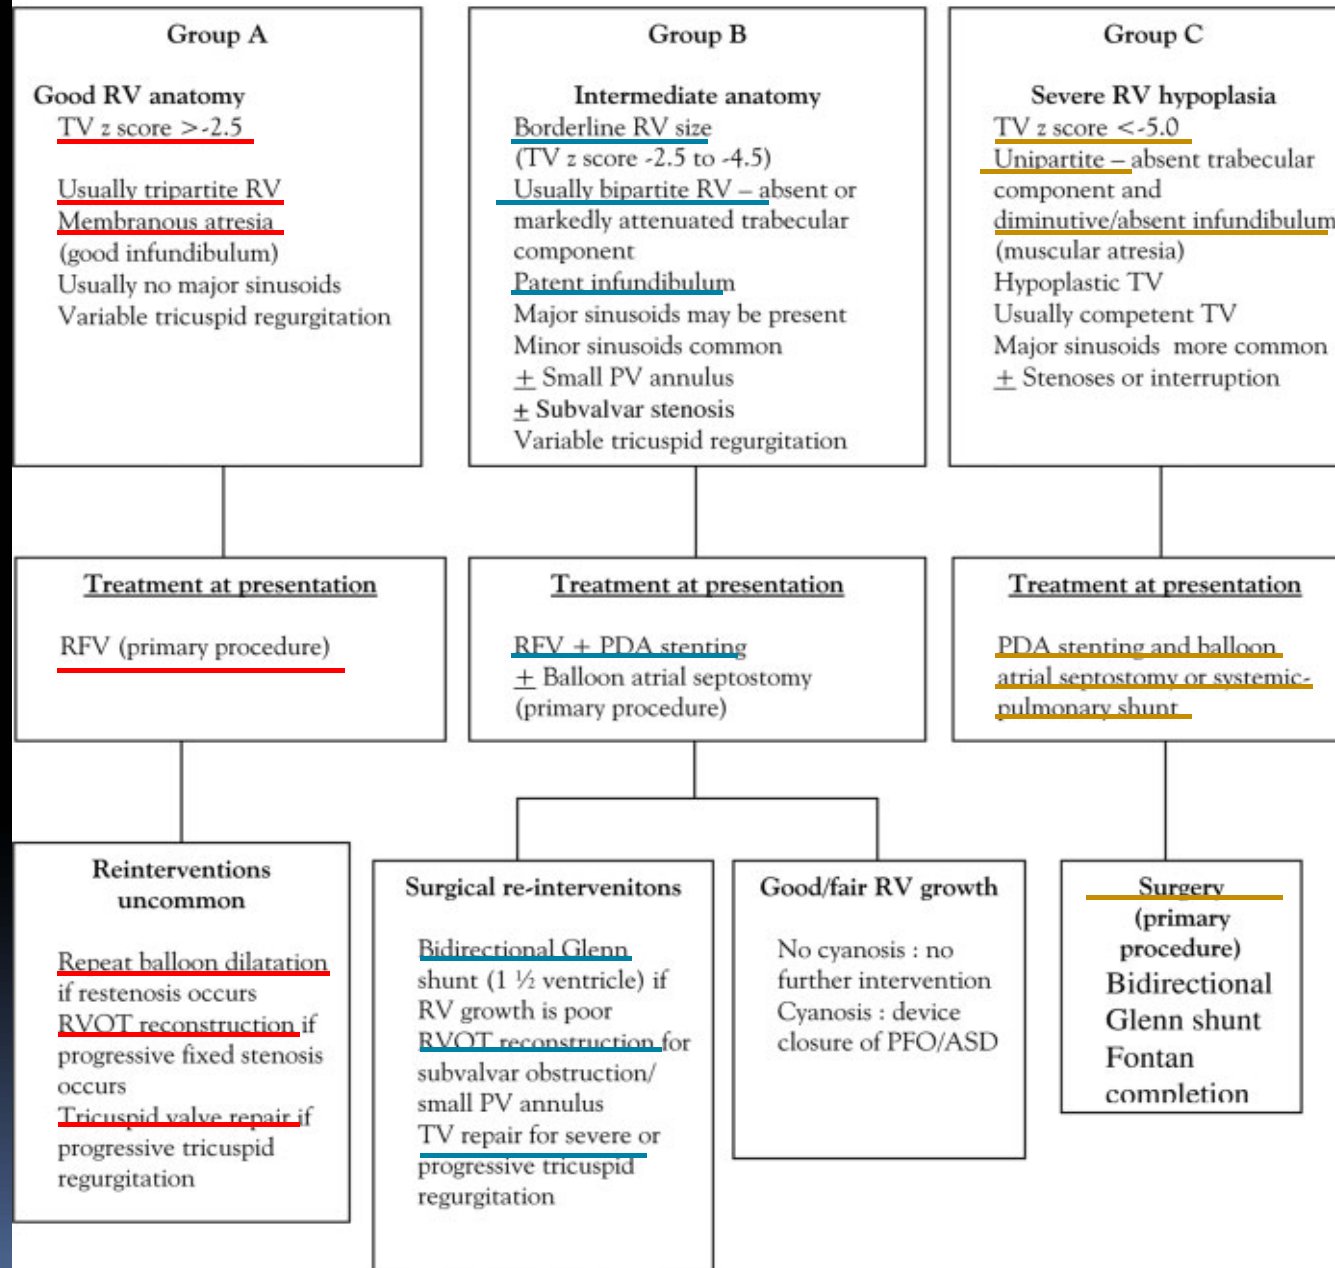 Group A
Good RV anatomy
TV z score >-2.5
Usually tripartite RV
Membranous atresia
(good infundibulum)
Usually no major sinusoids
Variable tricuspid regurgitation
Group B
Intermediate anatomy
Borderline RV size
(TV z score -2.5 to -4.5)
Usually bipartite RV – absent or
markedly attenuated trabecular
component
Patent infundibulum
Major sinusoids may be present
Minor sinusoids common
± Small PV annulus
± Subvalvar stenosis
Variable tricuspid regurgitation
Group C
Severe RV hypoplasia
TV z score <-5.0
Unipartite – absent trabecular
component and
diminutive/absent infundibulum
(muscular atresia)
Hypoplastic TV
Usually competent TV
Major sinusoids more common
± Stenoses or interruption
Treatment at presentation
RFV (primary procedure)
Treatment at presentation
RFV + PDA stenting
± Balloon atrial septostomy
(primary procedure)
Treatment at presentation
PDA stenting and balloon
atrial septostomy or systemic-
pulmonary shunt
Reinterventions
uncommon
Repeat balloon dilatation
if restenosis occurs
RVOT reconstruction if
progressive fixed stenosis
occurs
Tricuspid valve repair if
progressive tricuspid
regurgitation
Surgical re-intervenitons
Bidirectional Glenn
shunt (1 ½ ventricle) if
RV growth is poor
RVOT reconstruction for
subvalvar obstruction/
small PV annulus
TV repair for severe or
progressive tricuspid
regurgitation
Good/fair RV growth
No cyanosis : no
further intervention
Cyanosis : device
closure of PFO/ASD
Surgery
(primary
procedure)
Bidirectional
Glenn shunt
Fontan
completion